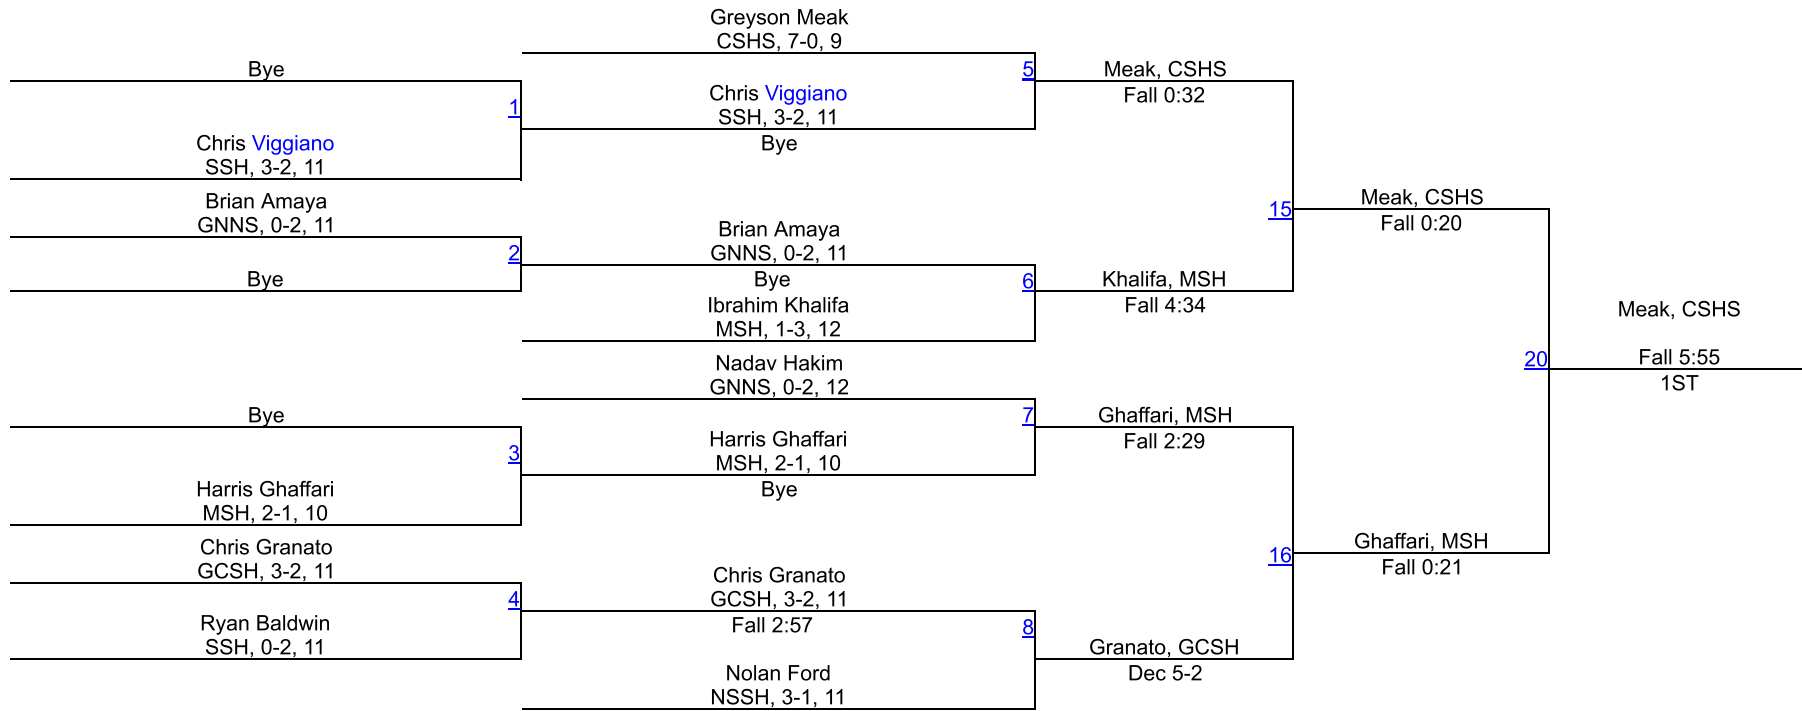 Bye
1
Chris Viggiano
SSH, 3-2, 11
Brian Amaya
GNNS, 0-2, 11
2
Bye
Bye
3
Harris Ghaffari
MSH, 2-1, 10
Chris Granato
GCSH, 3-2, 11
4
Ryan Baldwin
SSH, 0-2, 11
Greyson Meak
CSHS, 7-0, 9
5
Chris Viggiano
SSH, 3-2, 11
Bye
Brian Amaya
GNNS, 0-2, 11
Bye
6
Ibrahim Khalifa
MSH, 1-3, 12
Nadav Hakim
GNNS, 0-2, 12
7
Harris Ghaffari
MSH, 2-1, 10
Bye
Chris Granato
GCSH, 3-2, 11
Fall 2:57
8
Nolan Ford
NSSH, 3-1, 11
Meak, CSHS
Fall 0:32
15
Khalifa, MSH
Fall 4:34
Ghaffari, MSH
Fall 2:29
16
Granato, GCSH
Dec 5-2
Meak, CSHS
Fall 0:20
20
Ghaffari, MSH
Fall 0:21
Meak, CSHS
Fall 5:55
1ST